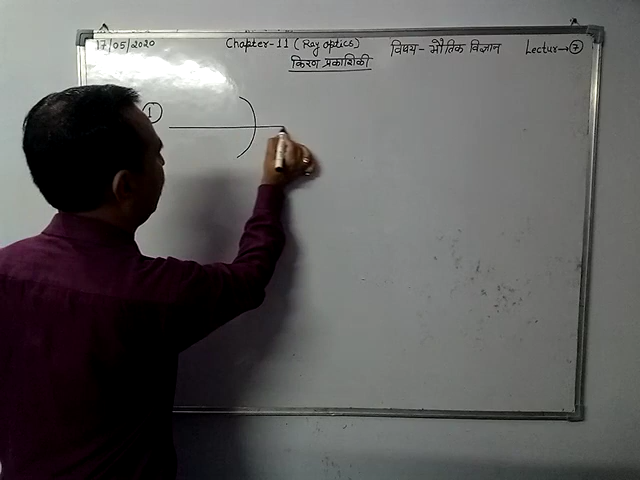 17/05/2020 Chapter-11 (Ray optics) विषय- भौतिक विज्ञान Lectur→⑦
किरण प्रकाशिकी
①